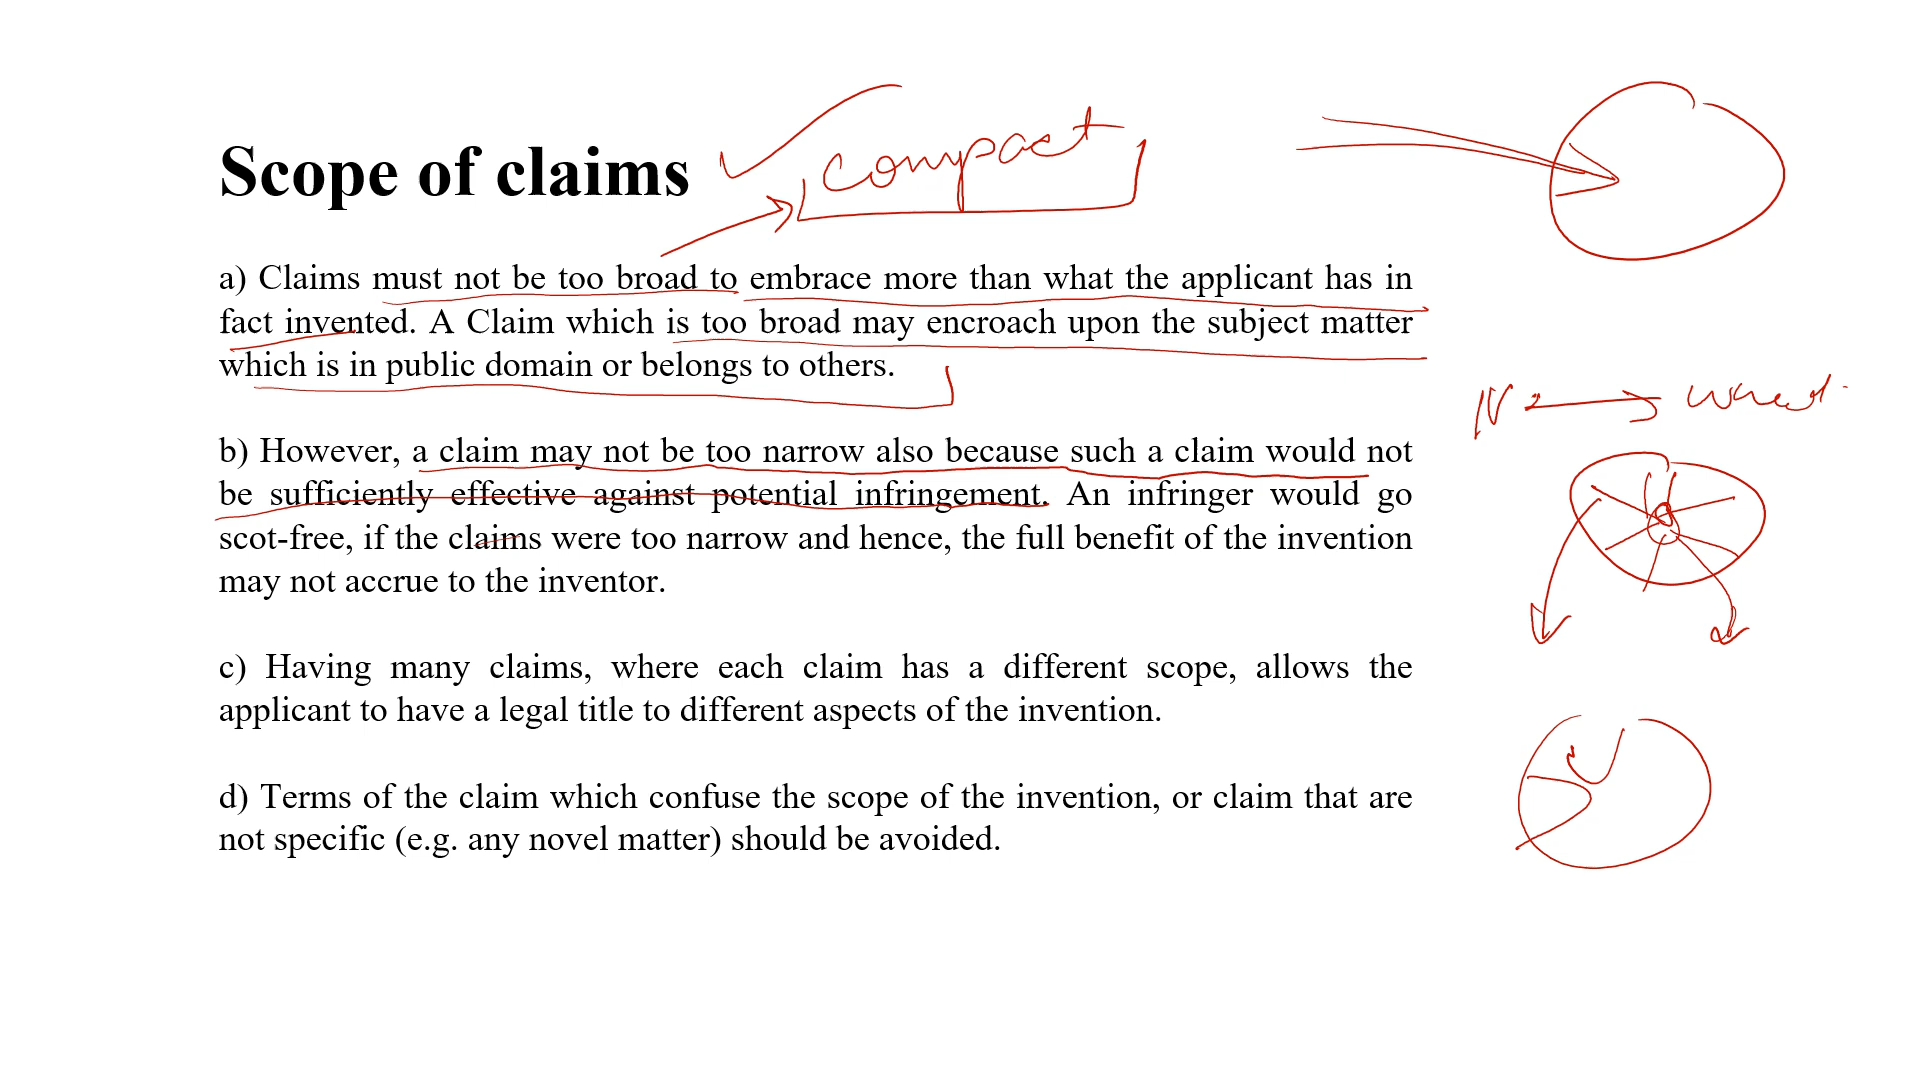 Scope of claims
compact
a) Claims must not be too broad to embrace more than what the applicant has in
fact invented. A Claim which is too broad may encroach upon the subject matter
which is in public domain or belongs to others.
b) However, a claim may not be too narrow also because such a claim would not
be sufficiently effective against potential infringement. An infringer would go
scot-free, if the claims were too narrow and hence, the full benefit of the invention
may not accrue to the inventor.
c) Having many claims, where each claim has a different scope, allows the
applicant to have a legal title to different aspects of the invention.
d) Terms of the claim which confuse the scope of the invention, or claim that are
not specific (e.g. any novel matter) should be avoided.